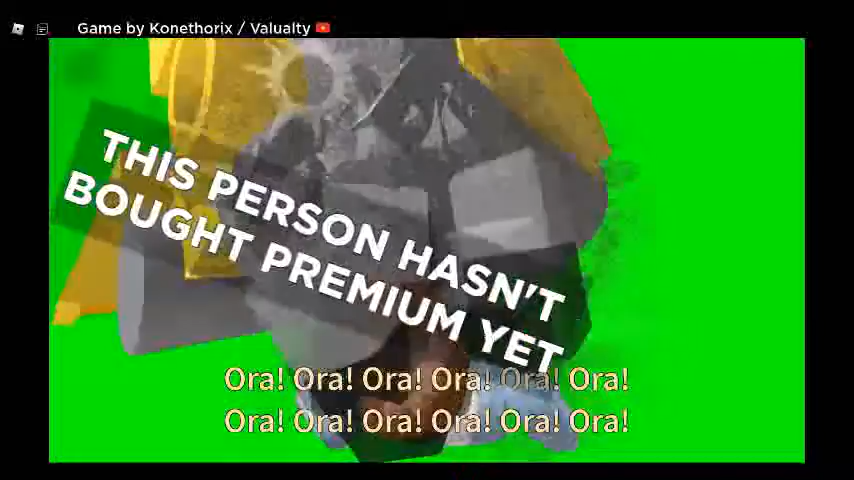 Game by Konethorix / Valualty
THIS PERSON HASN'T
BOUGHT PREMIUM YET
Ora! Ora! Ora! Ora! Ora! Ora!
Ora! Ora! Ora! Ora! Ora! Ora!